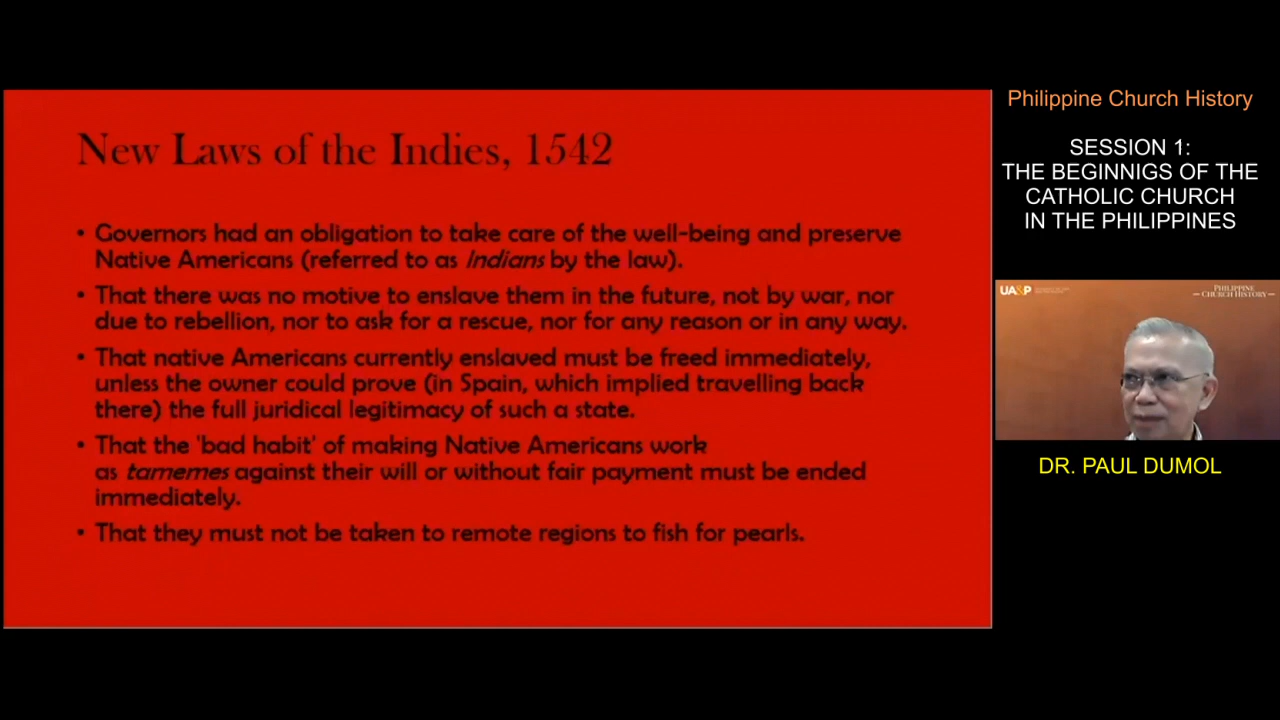 New Laws of the Indies, 1542
• Governors had an obligation to take care of the well-being and preserve
Native Americans (referred to as Indians by the law).
• That there was no motive to enslave them in the future, not by war, nor
due to rebellion, nor to ask for a rescue, nor for any reason or in any way.
• That native Americans currently enslaved must be freed immediately,
unless the owner could prove (in Spain, which implied travelling back
there) the full juridical legitimacy of such a state.
• That the 'bad habit' of making Native Americans work
as tamemes against their will or without fair payment must be ended
immediately.
• That they must not be taken to remote regions to fish for pearls.
Philippine Church History
SESSION 1:
THE BEGINNIGS OF THE
CATHOLIC CHURCH
IN THE PHILIPPINES
UA&P
PHILIPPINE
CHURCH HISTORY
DR. PAUL DUMOL